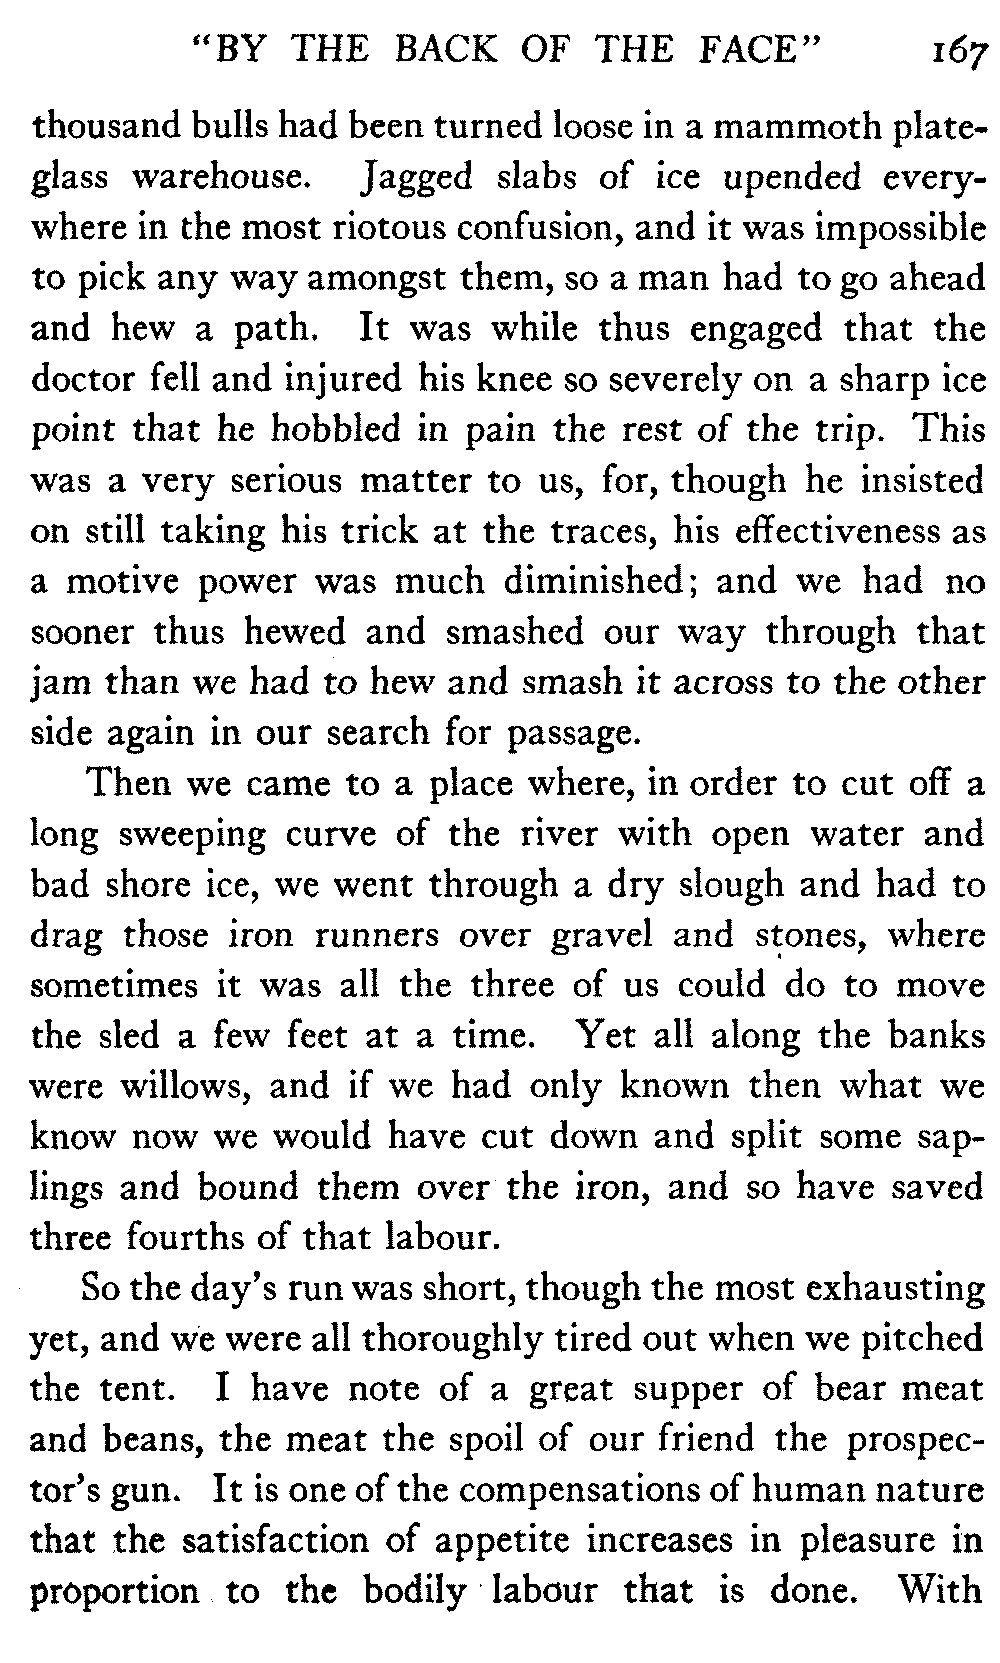 "BY THE BACK OF THE FACE" 167
thousand bulls had been turned loose in a mammoth plate-
glass warehouse. Jagged slabs of ice upended every-
where in the most riotous confusion, and it was impossible
to pick any way amongst them, so a man had to go ahead
and hew a path. It was while thus engaged that the
doctor fell and injured his knee so severely on a sharp ice
point that he hobbled in pain the rest of the trip. This
was a very serious matter to us, for, though he insisted
on still taking his trick at the traces, his effectiveness as
a motive power was much diminished; and we had no
sooner thus hewed and smashed our way through that
jam than we had to hew and smash it across to the other
side again in our search for passage.
Then we came to a place where, in order to cut off a
long sweeping curve of the river with open water and
bad shore ice, we went through a dry slough and had to
drag those iron runners over gravel and stones, where
sometimes it was all the three of us could do to move
the sled a few feet at a time. Yet all along the banks
were willows, and if we had only known then what we
know now we would have cut down and split some sap-
lings and bound them over the iron, and so have saved
three fourths of that labour.
So the day's run was short, though the most exhausting
yet, and we were all thoroughly tired out when we pitched
the tent. I have note of a great supper of bear meat
and beans, the meat the spoil of our friend the prospec-
tor's gun. It is one of the compensations of human nature
that the satisfaction of appetite increases in pleasure in
proportion to the bodily labour that is done. With